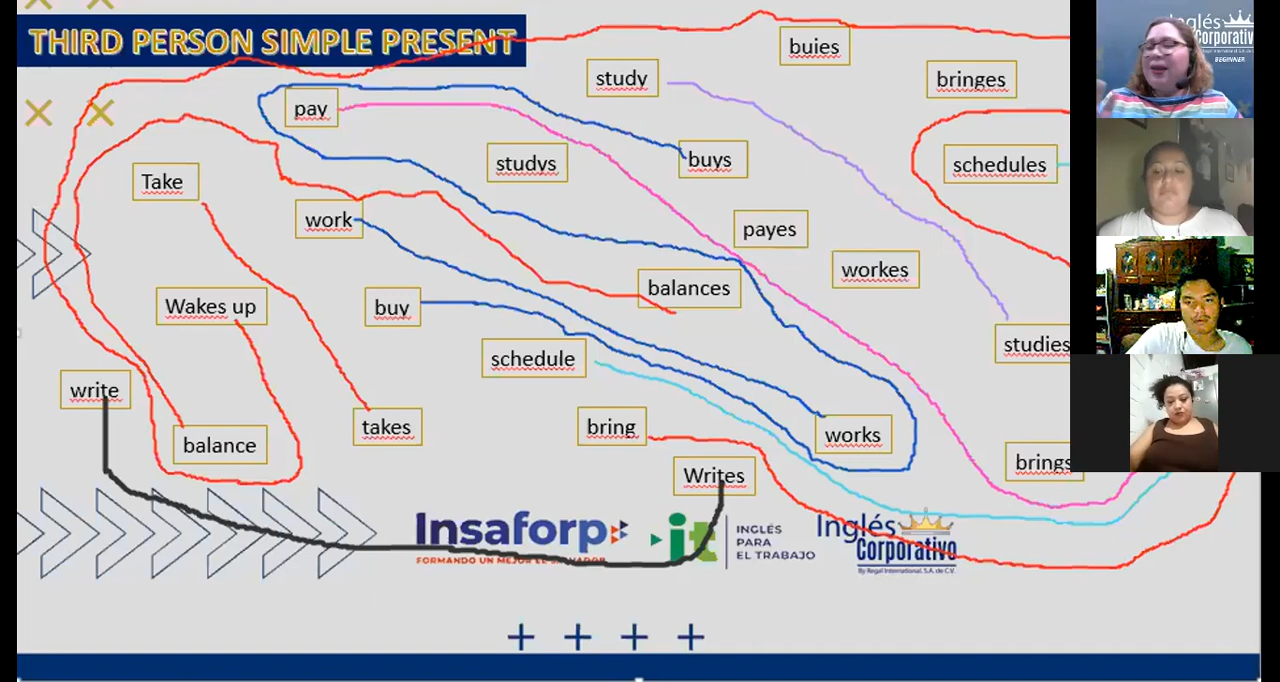 THIRD PERSON SIMPLE PRESENT
buies
study
bringes
pay
studys
buys
schedules
Take
work
payes
workes
balances
Wakes up
buy
schedule
studies
write
balance
takes
bring
works
Writes
brings
Insaforp
FORMANDO UN MEJOR EL SALVADOR
it
INGLÉS
PARA
EL TRABAJO
Inglés
Corporativo
By Regal International, S.A. de C.V.
Inglés
Corporativo
BEGINNER